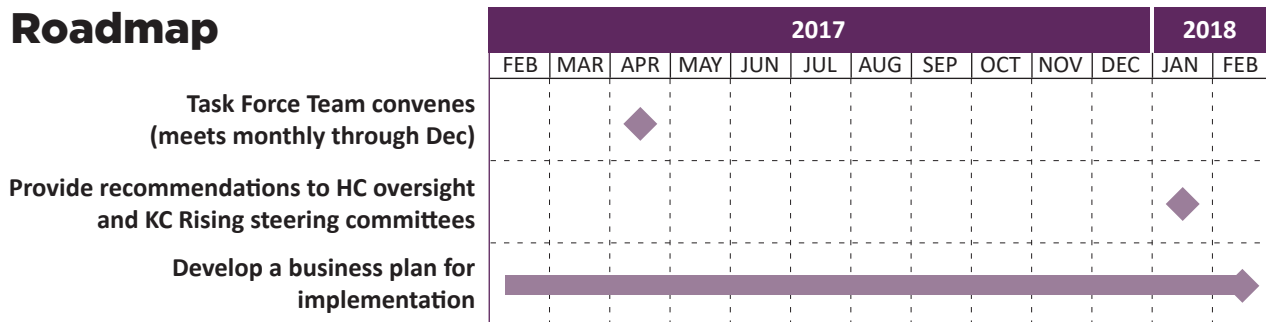 Roadmap
2017 2018
FEB MAR APR MAY JUN JUL AUG SEP OCT NOV DEC JAN FEB
Task Force Team convenes
(meets monthly through Dec)
Provide recommendations to HC oversight
and KC Rising steering committees
Develop a business plan for
implementation